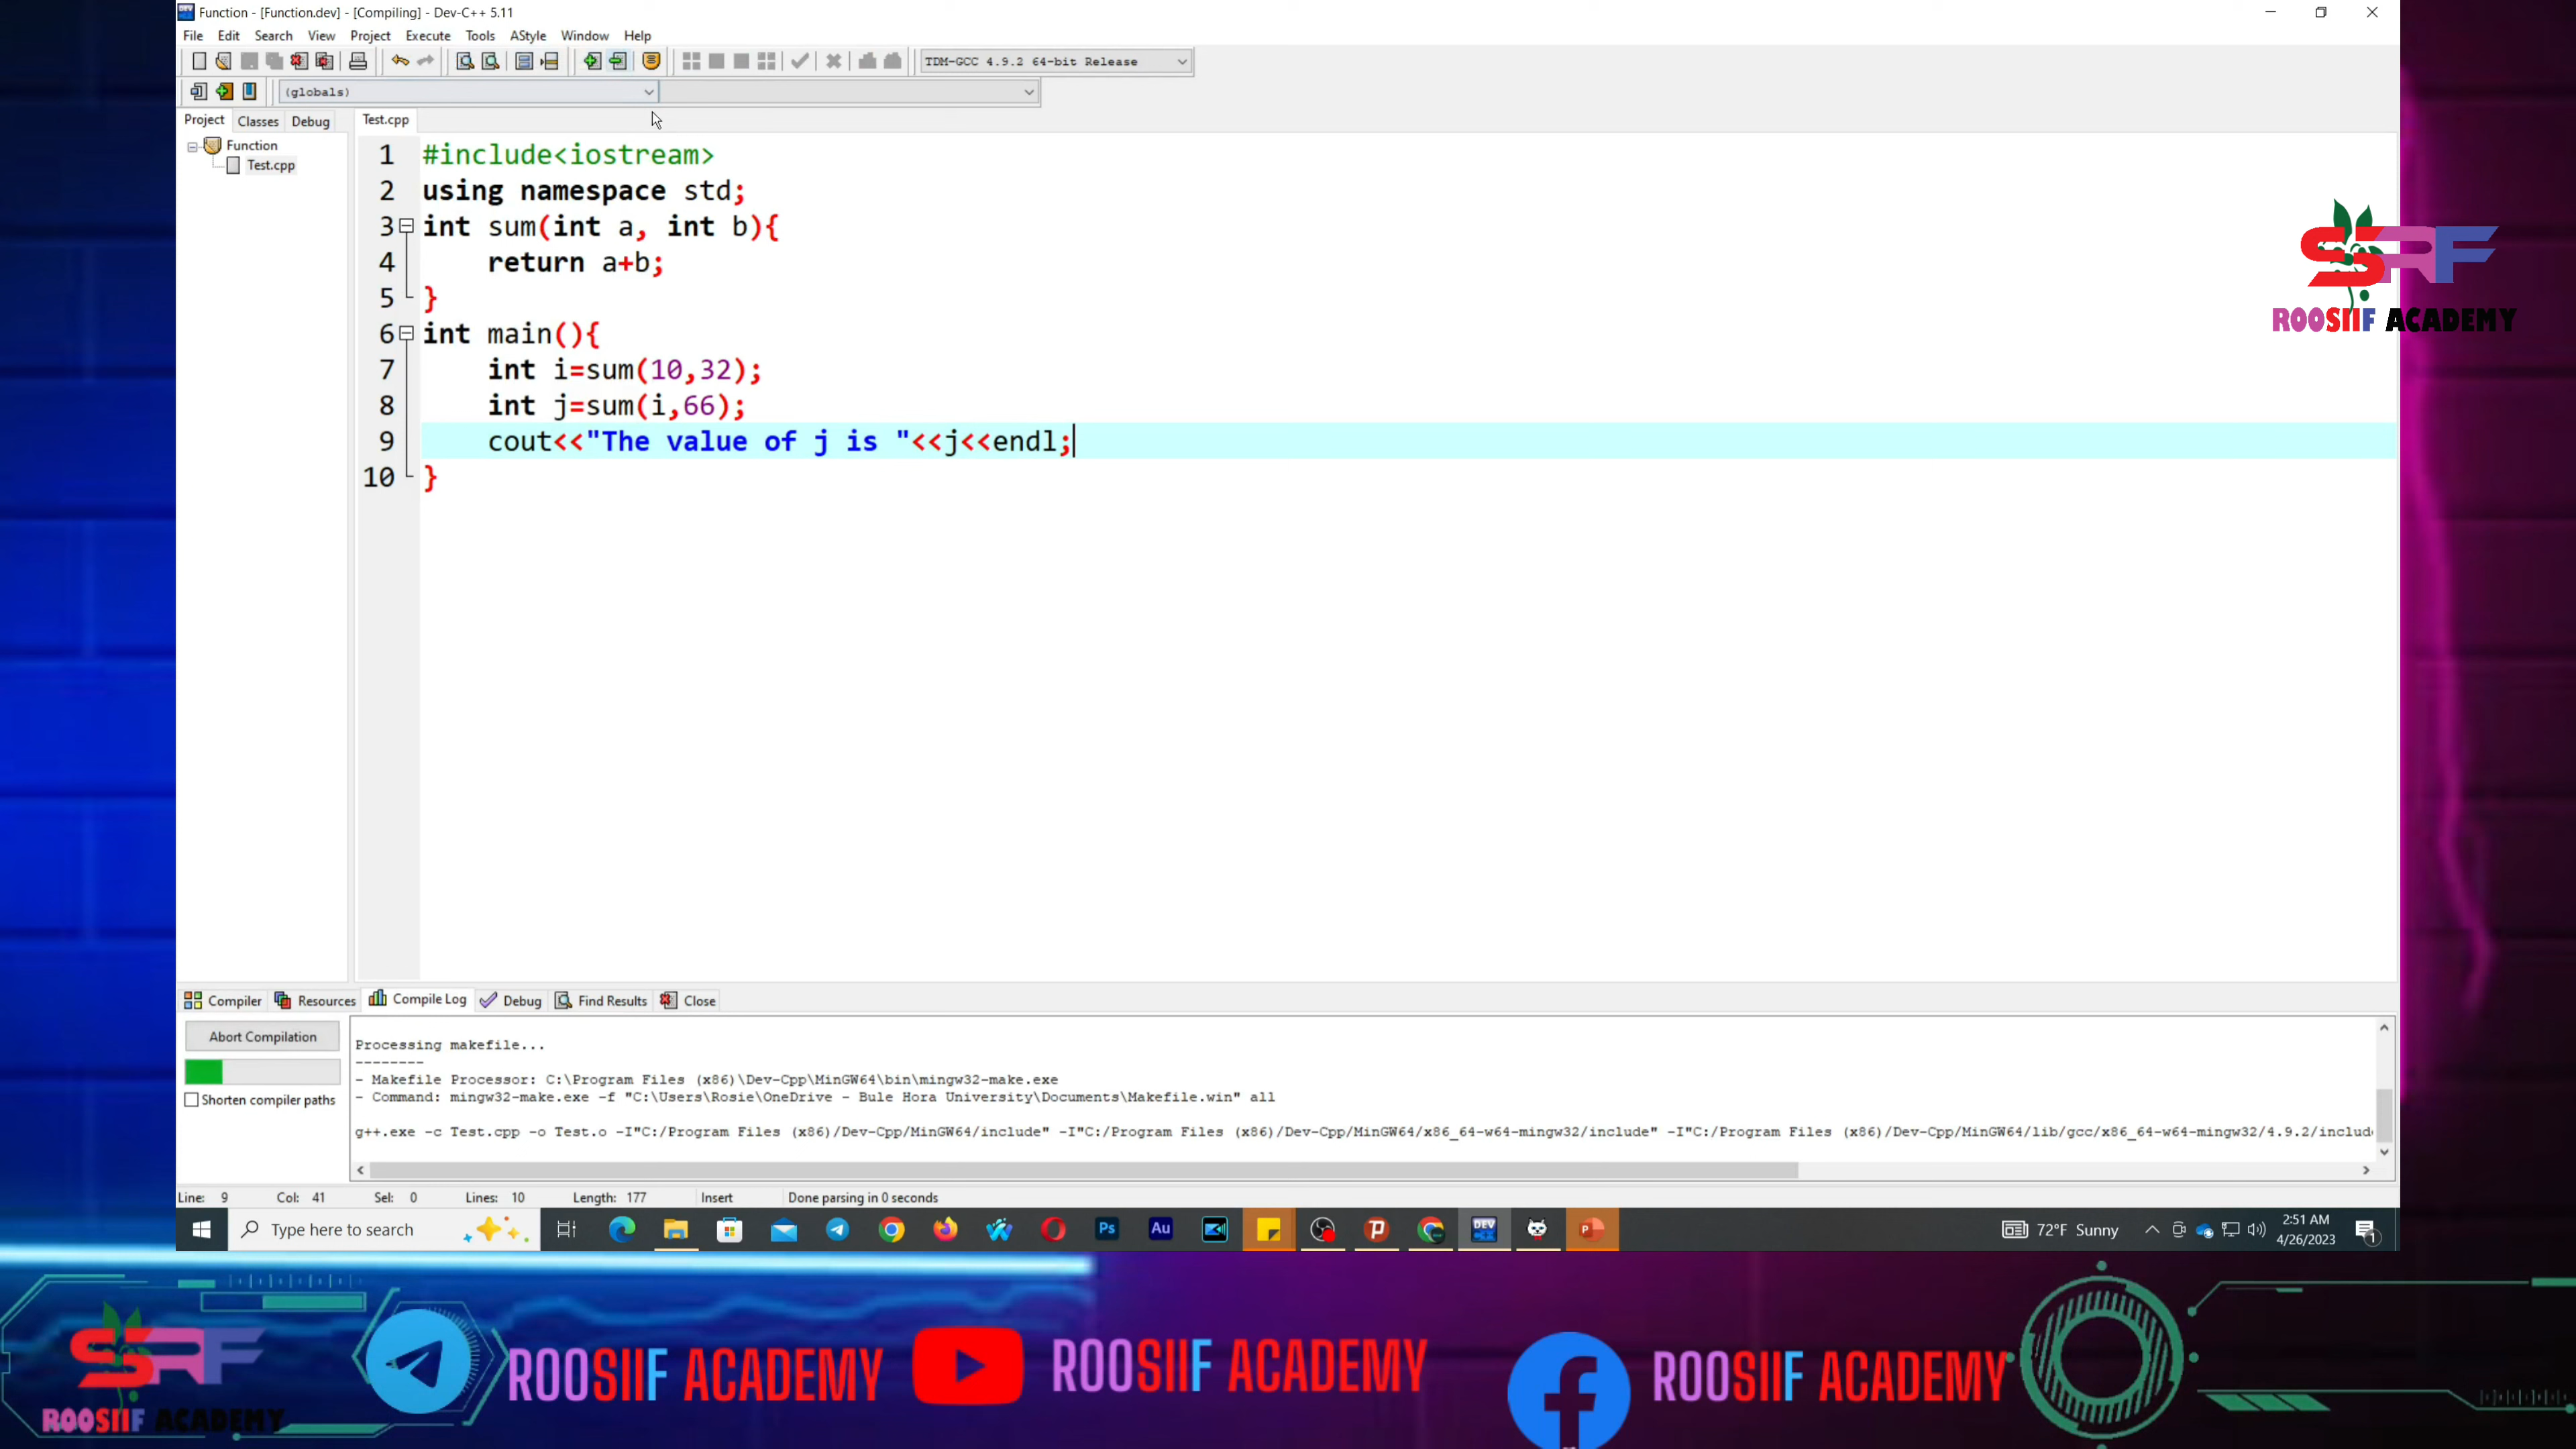 Function - [Function.dev] - [Compiling] - Dev-C++ 5.11
File Edit Search View Project Execute Tools AStyle Window Help
TDM-GCC 4.9.2 64-bit Release
(globals)
Project Classes Debug
Test.cpp
Function
Test.cpp
1 #include<iostream>
2 using namespace std;
3 int sum(int a, int b){
4 return a+b;
5 }
6 int main(){
7 int i=sum(10,32);
8 int j=sum(i,66);
9 cout<<"The value of j is "<<j<<endl;
10 }
SRF
ROOSIIF ACADEMY
Compiler Resources Compile Log Debug Find Results Close
Abort Compilation
Shorten compiler paths
Processing makefile...
--------
- Makefile Processor: C:\Program Files (x86)\Dev-Cpp\MinGW64\bin\mingw32-make.exe
- Command: mingw32-make.exe -f "C:\Users\Rosie\OneDrive - Bule Hora University\Documents\Makefile.win" all
g++.exe -c Test.cpp -o Test.o -I"C:/Program Files (x86)/Dev-Cpp/MinGW64/include" -I"C:/Program Files (x86)/Dev-Cpp/MinGW64/x86_64-w64-mingw32/include" -I"C:/Program Files (x86)/Dev-Cpp/MinGW64/lib/gcc/x86_64-w64-mingw32/4.9.2/includ
Line: 9 Col: 41 Sel: 0 Lines: 10 Length: 177 Insert Done parsing in 0 seconds
Type here to search
Ps Au DEV P
72°F Sunny
2:51 AM
4/26/2023
1
SRF
ROOSIIF ACADEMY
ROOSIIF ACADEMY
ROOSIIF ACADEMY
ROOSIIF ACADEMY